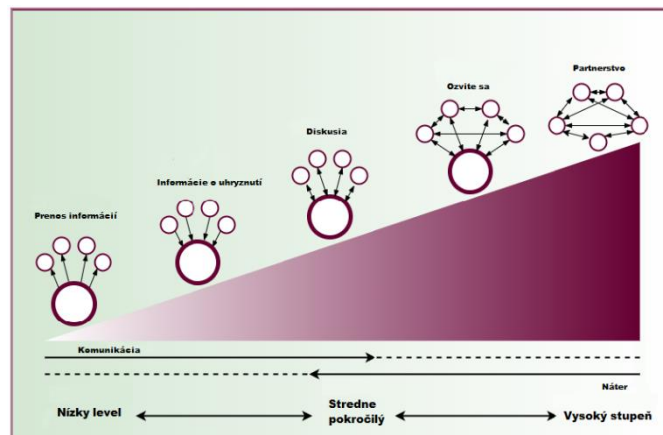 Partnerstvo
Ozvite sa
Diskusia
Informácie o uhryznutí
Prenos informácií
Komunikácia
Náter
Nízky level
Stredne
pokročilý
Vysoký stupeň